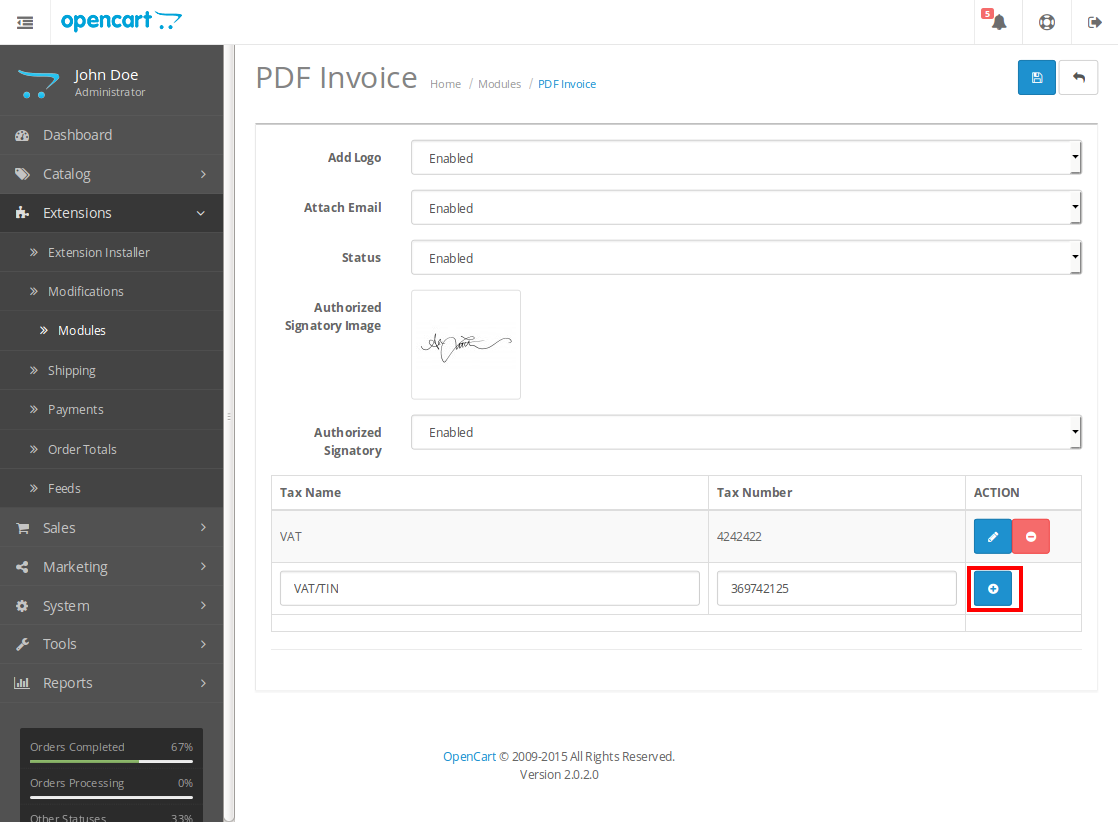 opencart
5
John Doe
Administrator
Dashboard
Catalog
Extensions
Extension Installer
Modifications
Modules
Shipping
Payments
Order Totals
Feeds
Sales
Marketing
System
Tools
Reports
Orders Completed 67%
Orders Processing 0%
Other Statuses 33%
PDF Invoice Home / Modules / PDF Invoice
Add Logo Enabled
Attach Email Enabled
Status Enabled
Authorized
Signatory Image
Authorized
Signatory
Enabled
Tax Name Tax Number ACTION
VAT 4242422
VAT/TIN 369742125
OpenCart © 2009-2015 All Rights Reserved.
Version 2.0.2.0